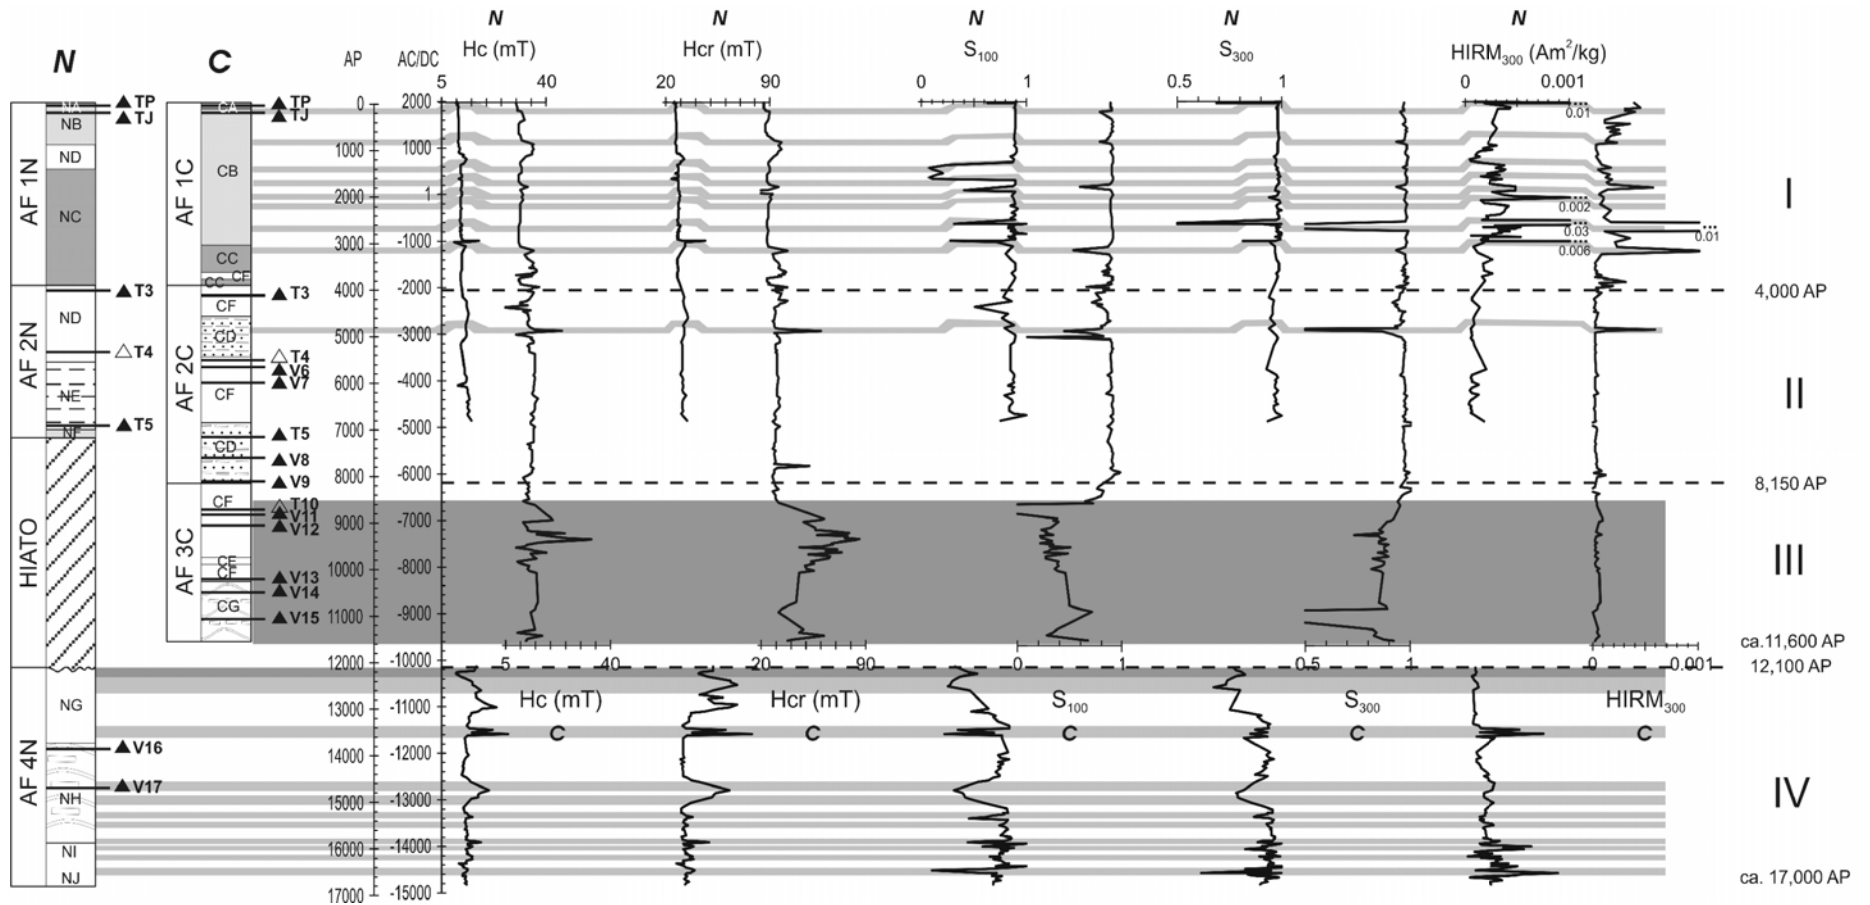 N N N N N
Hc (mT) Hcr (mT) S100 S300 HIRM300 (Am2/kg)
N C AP AC/DC
5 40 20 90 0 1 0.5 1 0 0.001
AF 1N
NA
NB
ND
NC
TP
TJ
AF 2N
ND
NE
NF
T3
T4
T5
HIATO
AF 4N
NG
NH
NI
NJ
V16
V17
AF 1C
CA
CB
CC
CF
CC
TP
TJ
AF 2C
CF
CD
CF
CD
T3
T4
V6
V7
T5
V8
V9
AF 3C
CF
CE
CF
CG
T10
V11
V12
V13
V14
V15
0
1000
2000
3000
4000
5000
6000
7000
8000
9000
10000
11000
12000
13000
14000
15000
16000
17000
2000
1000
1
-1000
-2000
-3000
-4000
-5000
-6000
-7000
-8000
-9000
-10000
-11000
-12000
-13000
-14000
-15000
0.01
0.002
0.03
0.01
0.006
I
4,000 AP
II
8,150 AP
III
ca.11,600 AP
12,100 AP
IV
ca. 17,000 AP
5 40 20 90 0 1 0.5 1 0 0.001
Hc (mT) Hcr (mT) S100 S300 HIRM300
C C C C C